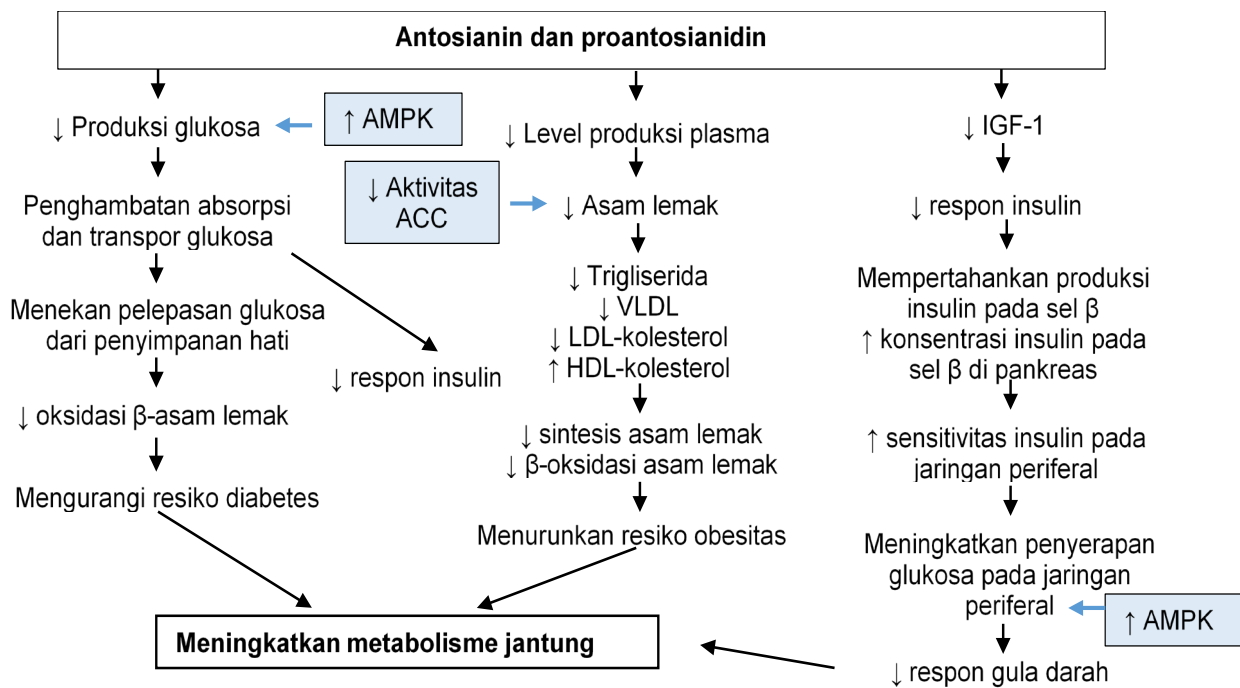 Antosianin dan proantosianidin
↓ Produksi glukosa
↑ AMPK
Penghambatan absorpsi
dan transpor glukosa
Menekan pelepasan glukosa
dari penyimpanan hati
↓ respon insulin
↓ oksidasi β-asam lemak
Mengurangi resiko diabetes
↓ Level produksi plasma
↓ Aktivitas
ACC
↓ Asam lemak
↓ Trigliserida
↓ VLDL
↓ LDL-kolesterol
↑ HDL-kolesterol
↓ sintesis asam lemak
↓ β-oksidasi asam lemak
Menurunkan resiko obesitas
↓ IGF-1
↓ respon insulin
Mempertahankan produksi
insulin pada sel β
↑ konsentrasi insulin pada
sel β di pankreas
↑ sensitivitas insulin pada
jaringan periferal
Meningkatkan penyerapan
glukosa pada jaringan
periferal
↑ AMPK
↓ respon gula darah
Meningkatkan metabolisme jantung